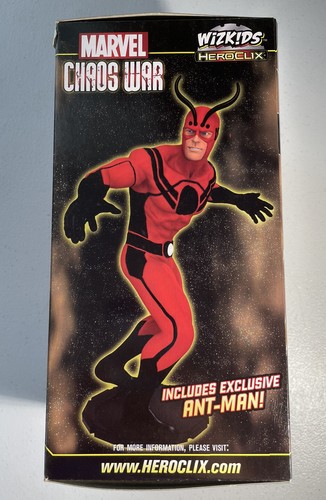 MARVEL
CHAOS WAR
WIZKIDS
HEROCLIX
INCLUDES EXCLUSIVE
ANT-MAN!
FOR MORE INFORMATION, PLEASE VISIT:
WWW.HEROCLIX.com